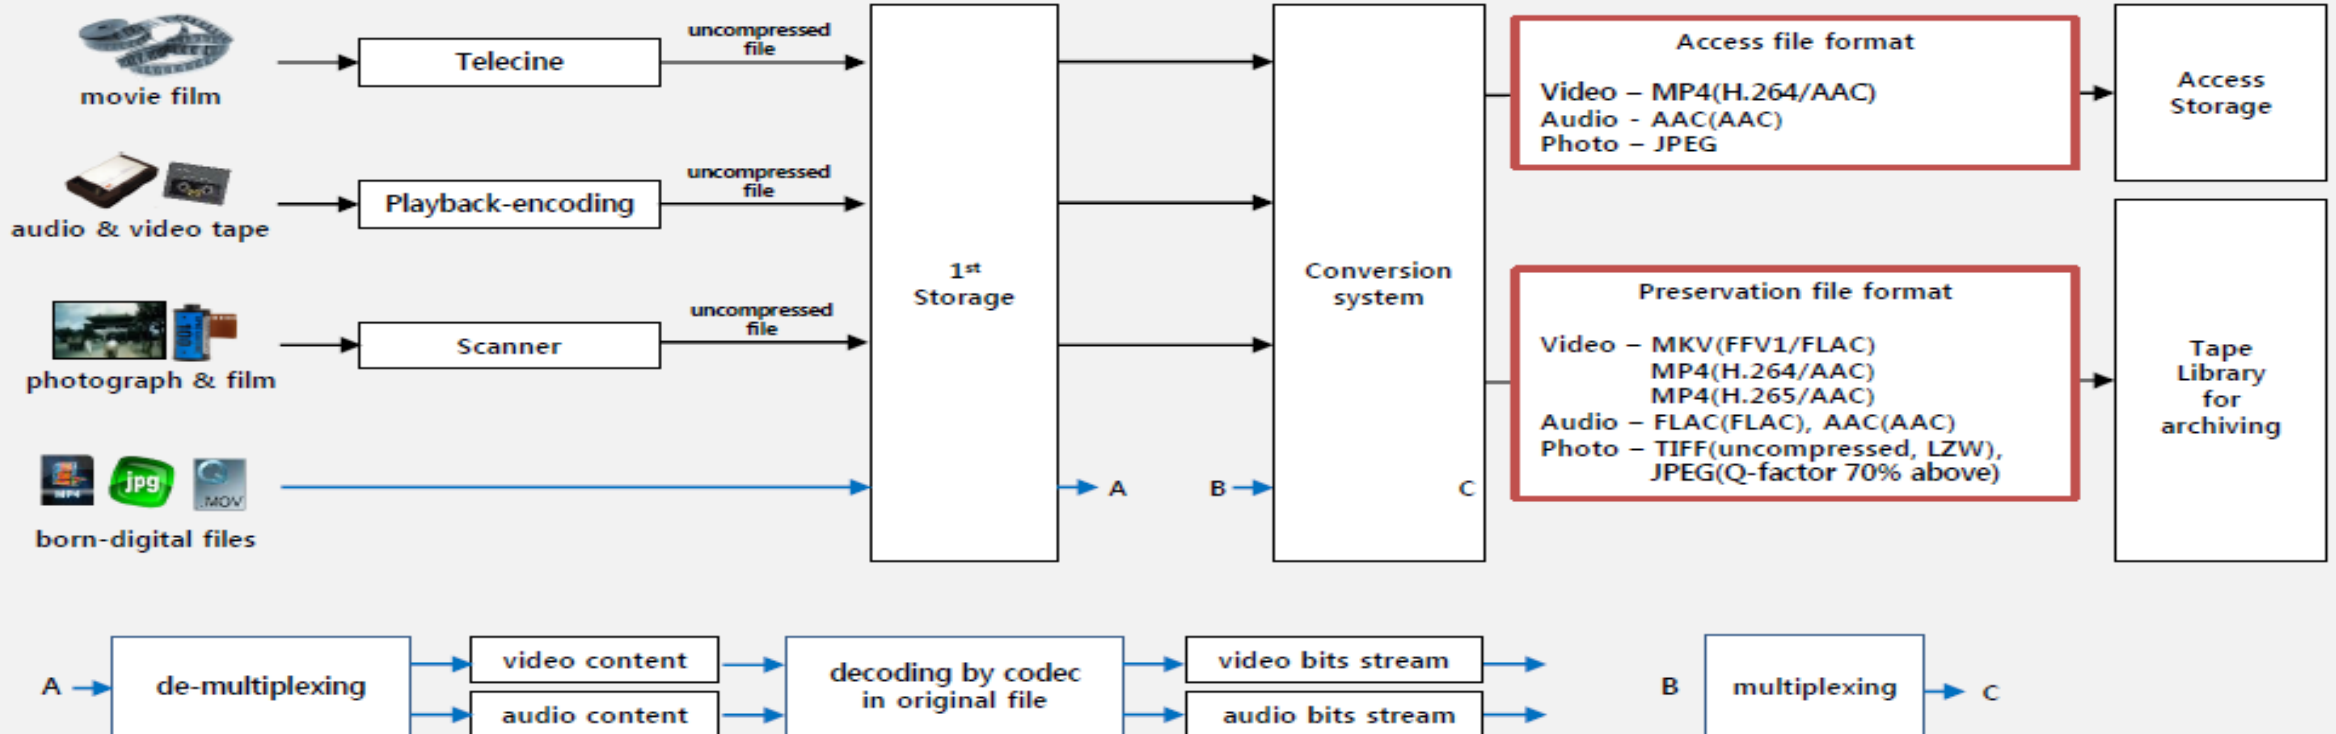 movie film
Telecine
uncompressed
file
audio & video tape
Playback-encoding
uncompressed
file
photograph & film
Scanner
uncompressed
file
MP4
jpg
.MOV
born-digital files
1st
Storage
A
B
Conversion
system
C
Access file format
Video – MP4(H.264/AAC)
Audio - AAC(AAC)
Photo – JPEG
Access
Storage
Preservation file format
Video – MKV(FFV1/FLAC)
MP4(H.264/AAC)
MP4(H.265/AAC)
Audio – FLAC(FLAC), AAC(AAC)
Photo – TIFF(uncompressed, LZW),
JPEG(Q-factor 70% above)
Tape
Library
for
archiving
A
de-multiplexing
video content
audio content
decoding by codec
in original file
video bits stream
audio bits stream
B
multiplexing
C